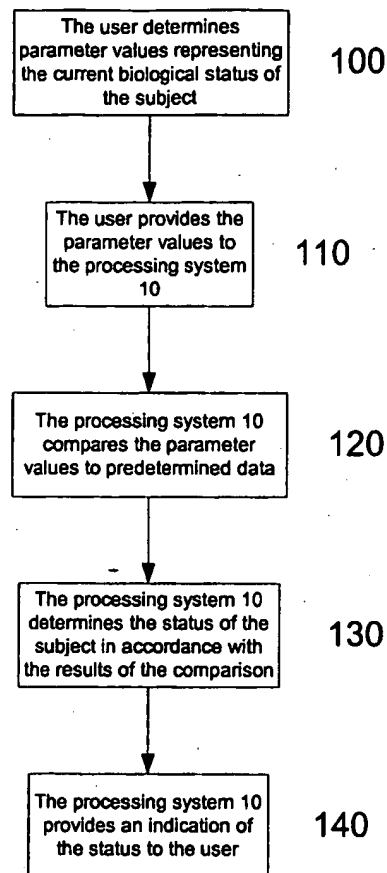 The user determines
parameter values representing
the current biological status of
the subject
100
The user provides the
parameter values to
the processing system
10
110
The processing system 10
compares the parameter
values to predetermined data
120
The processing system 10
determines the status of the
subject in accordance with
the results of the comparison
130
The processing system 10
provides an indication of
the status to the user
140